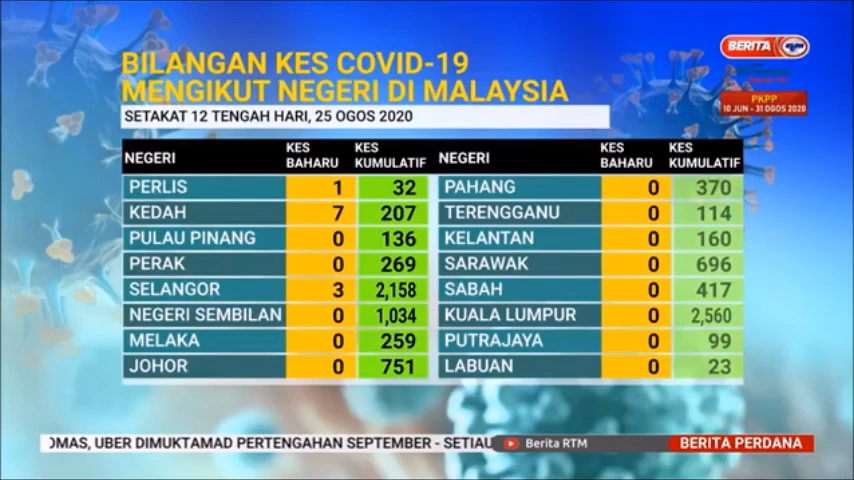 BERITA
PKPP
10 JUN - 31 OGOS 2020
BILANGAN KES COVID-19
MENGIKUT NEGERI DI MALAYSIA
SETAKAT 12 TENGAH HARI, 25 OGOS 2020
NEGERI KES BAHARU KES KUMULATIF NEGERI KES BAHARU KES KUMULATIF
PERLIS 1 32 PAHANG 0 370
KEDAH 7 207 TERENGGANU 0 114
PULAU PINANG 0 136 KELANTAN 0 160
PERAK 0 269 SARAWAK 0 696
SELANGOR 3 2,158 SABAH 0 417
NEGERI SEMBILAN 0 1,034 KUALA LUMPUR 0 2,560
MELAKA 0 259 PUTRAJAYA 0 99
JOHOR 0 751 LABUAN 0 23
OMAS, UBER DIMUKTAMAD PERTENGAHAN SEPTEMBER - SETIAU Berita RTM BERITA PERDANA